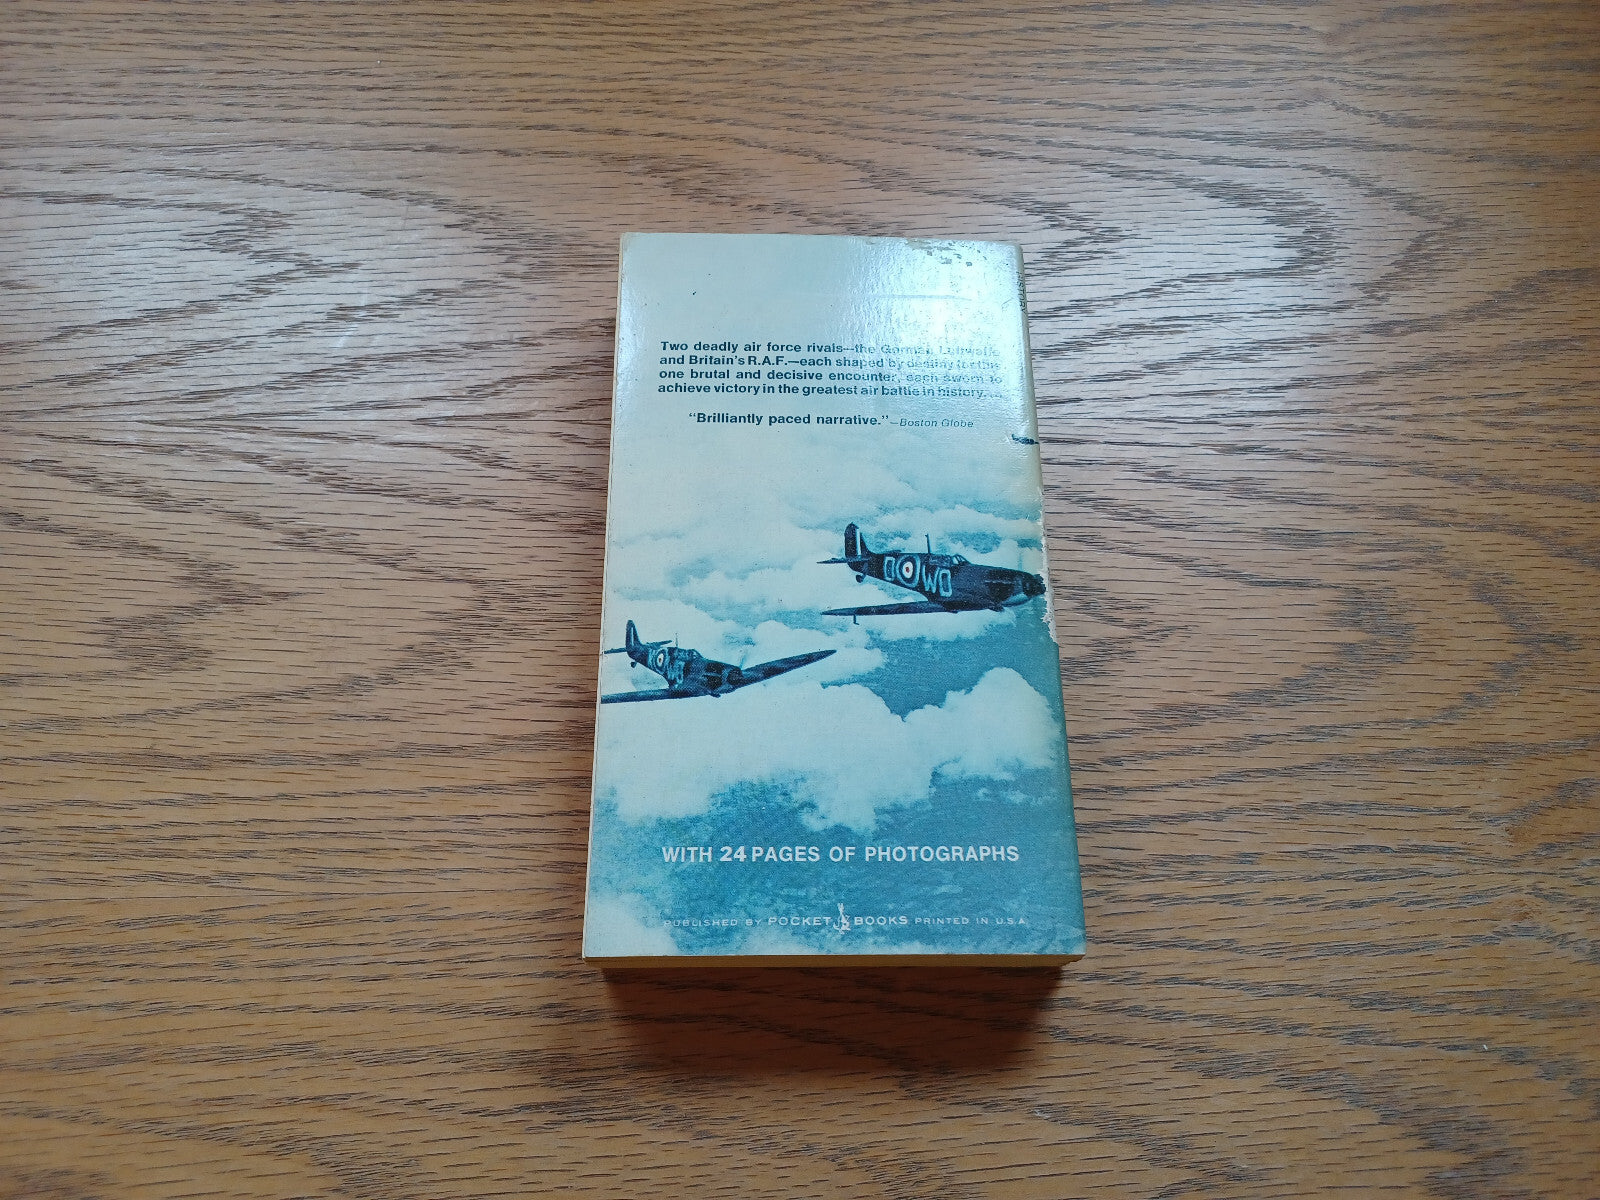 Two deadly air force rivals—the German Luftwaffe
and Britain's R.A.F.—each shaped by destiny for this
one brutal and decisive encounter, each sworn to
achieve victory in the greatest air battle in history....
"Brilliantly paced narrative."—Boston Globe
D WO
WITH 24 PAGES OF PHOTOGRAPHS
PUBLISHED BY POCKET BOOKS PRINTED IN U.S.A.